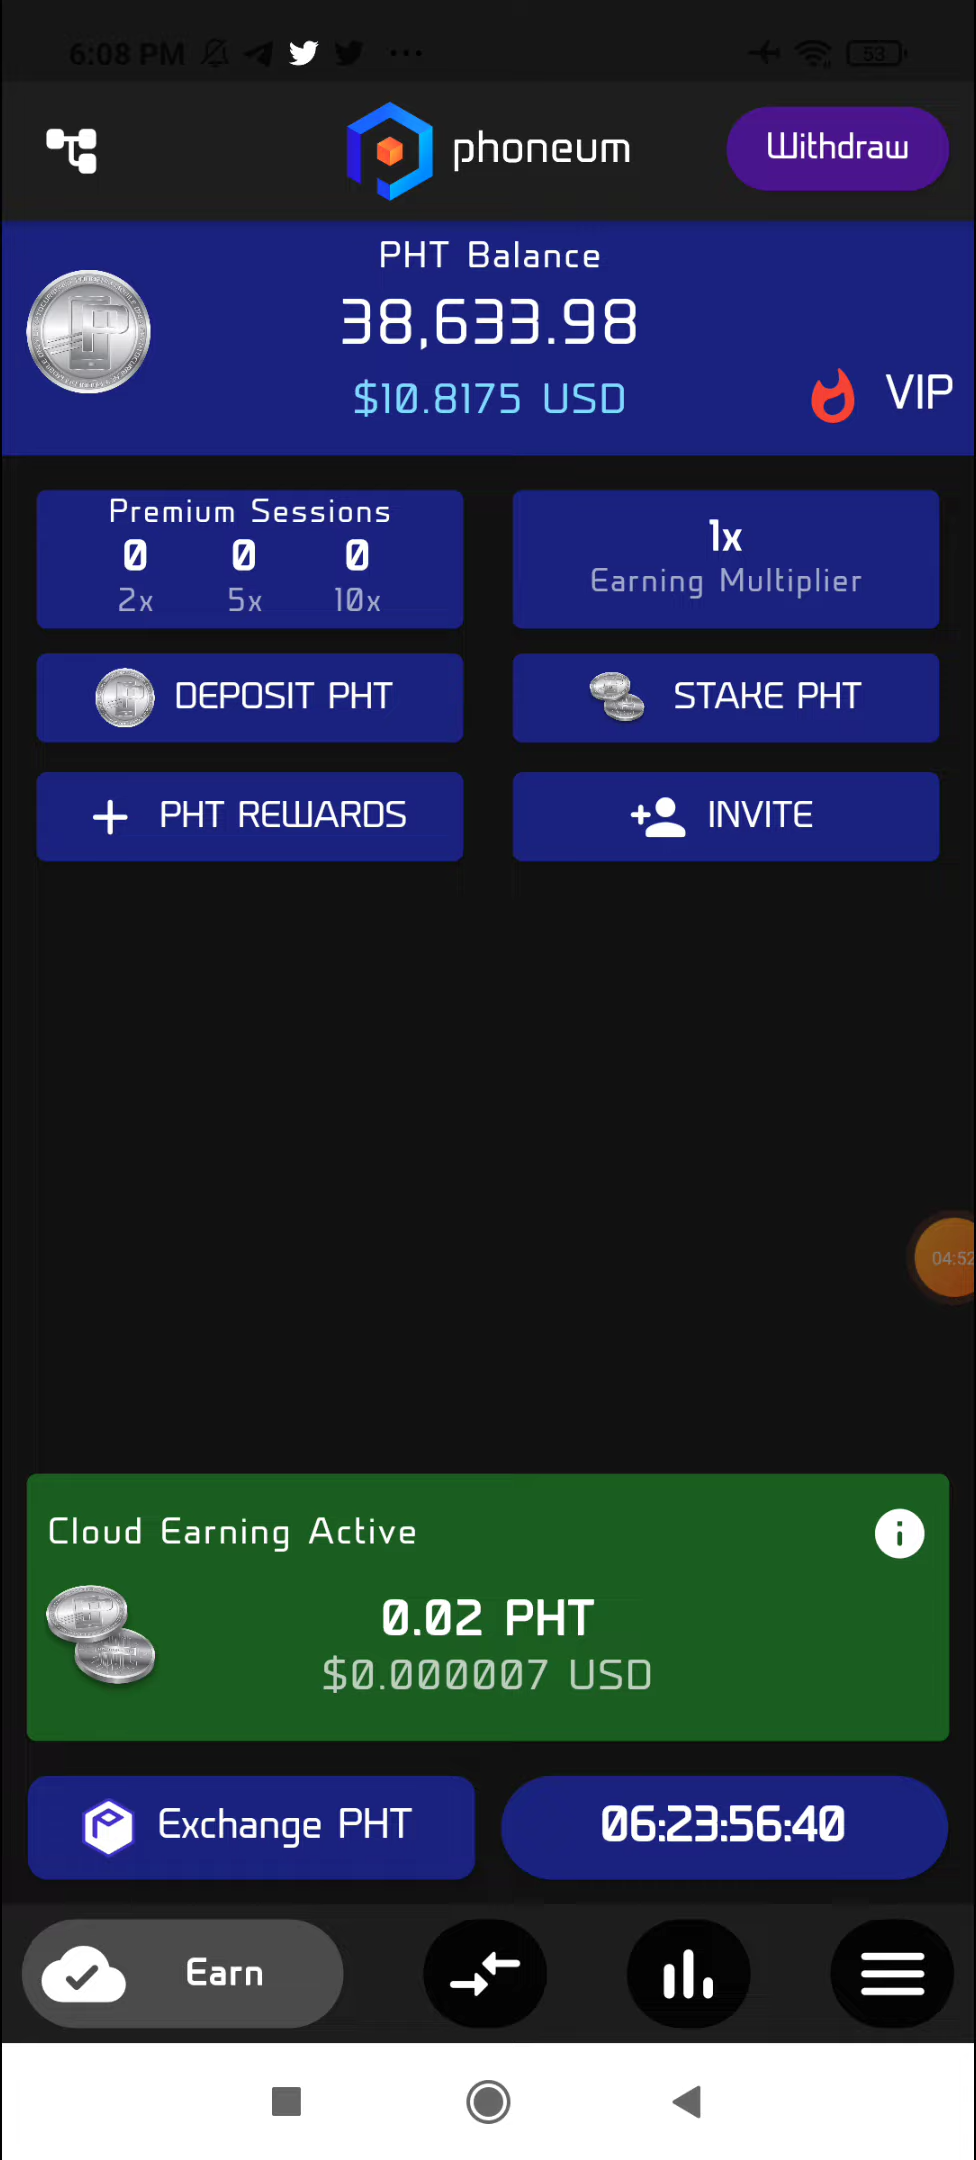 6:08 PM
53
phoneum
Withdraw
PHT Balance
38,633.98
$10.8175 USD
VIP
Premium Sessions
0 0 0
2x 5x 10x
1x
Earning Multiplier
DEPOSIT PHT
STAKE PHT
PHT REWARDS
INVITE
04:52
Cloud Earning Active
0.02 PHT
$0.000007 USD
Exchange PHT
06:23:56:40
Earn